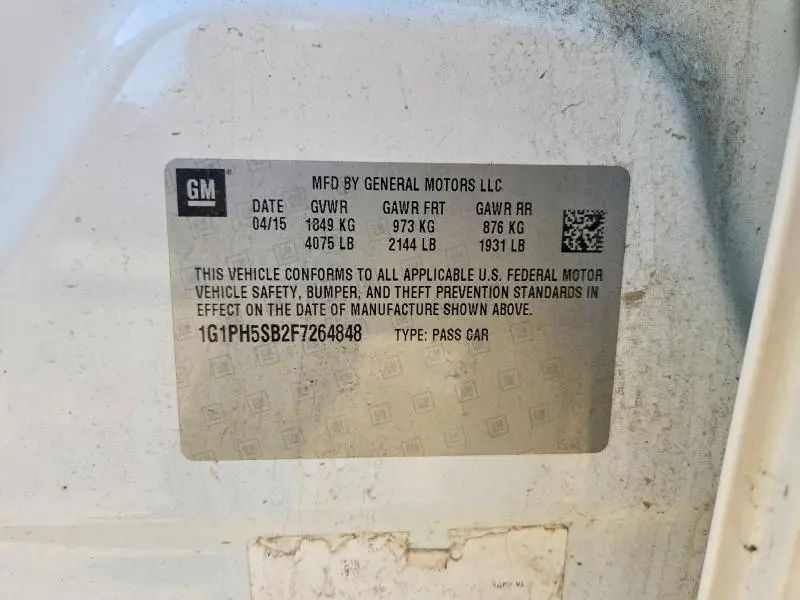 GM
MFD BY GENERAL MOTORS LLC
DATE GVWR GAWR FRT GAWR RR
04/15 1849 KG 973 KG 876 KG
4075 LB 2144 LB 1931 LB
THIS VEHICLE CONFORMS TO ALL APPLICABLE U.S. FEDERAL MOTOR
VEHICLE SAFETY, BUMPER, AND THEFT PREVENTION STANDARDS IN
EFFECT ON THE DATE OF MANUFACTURE SHOWN ABOVE.
1G1PH5SB2F7264848 TYPE: PASS CAR